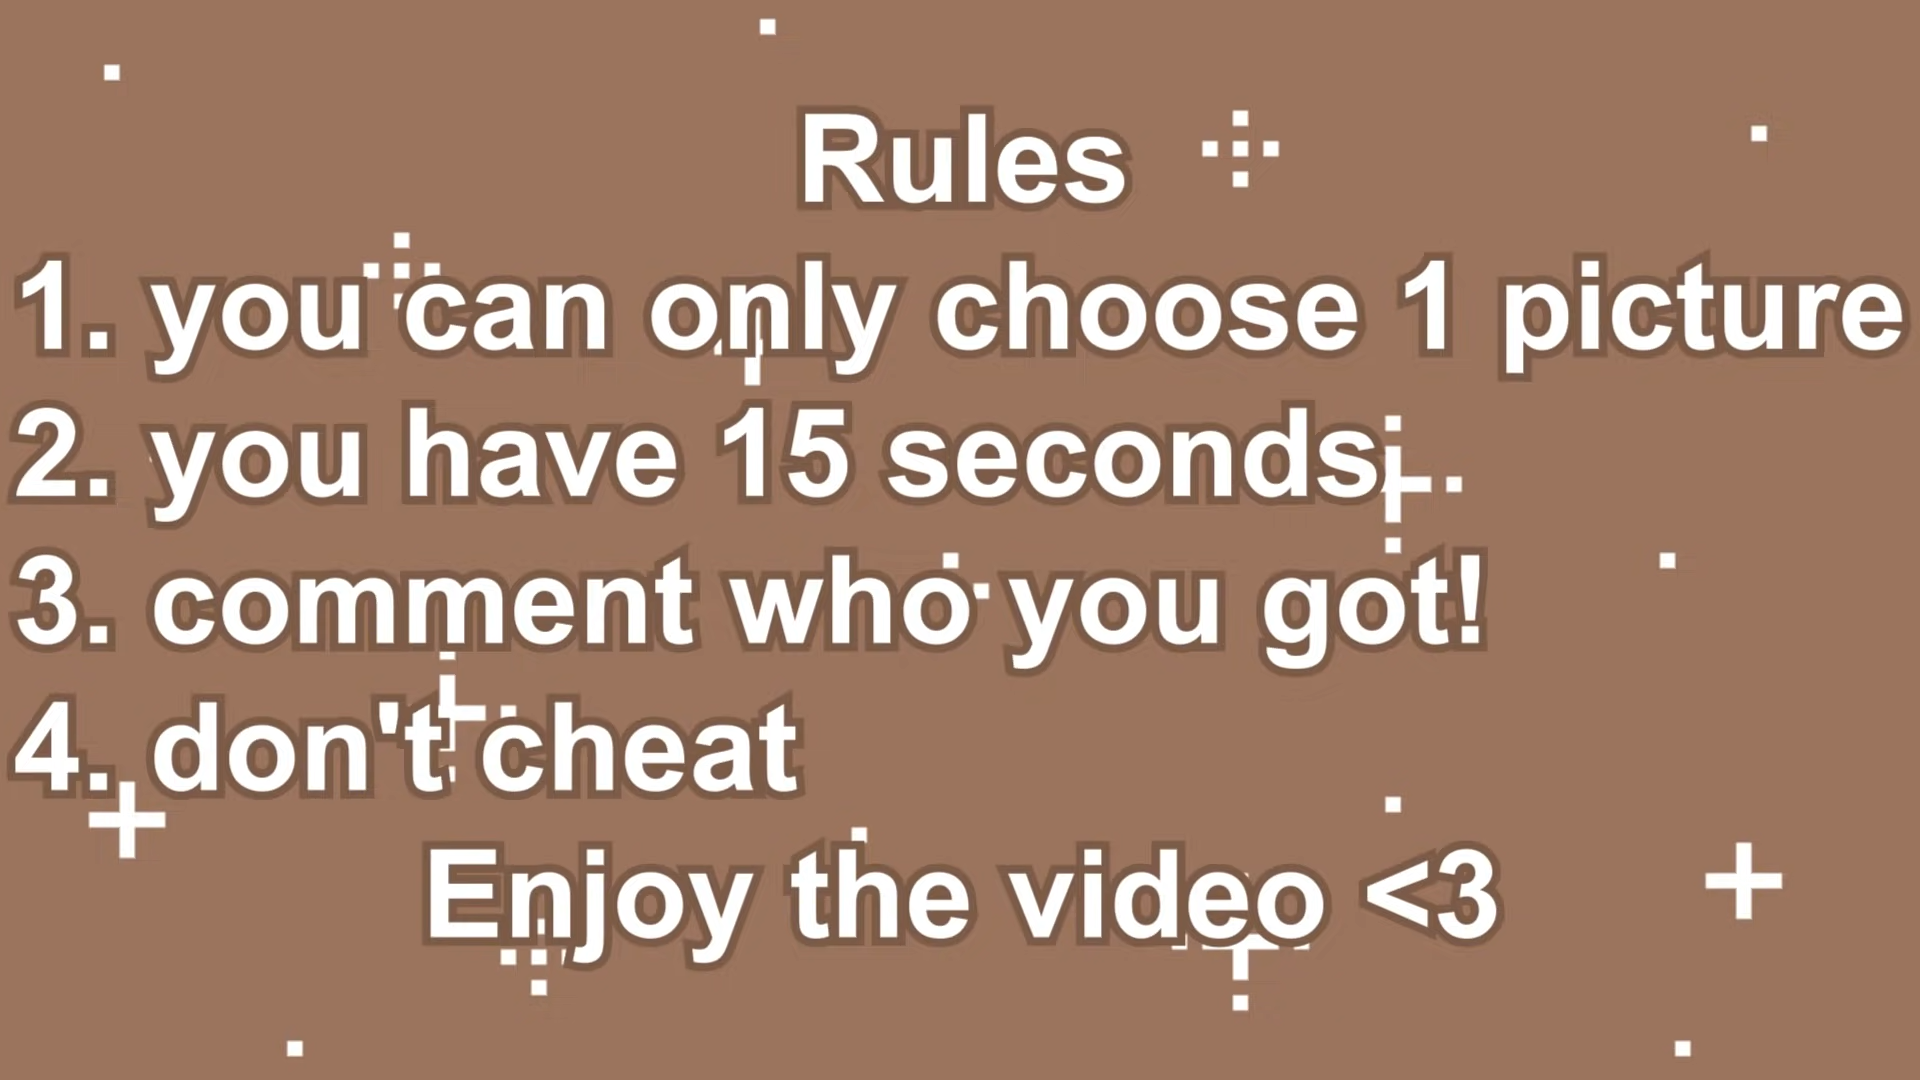 Rules
1. you can only choose 1 picture
2. you have 15 seconds
3. comment who you got!
4. don't cheat
Enjoy the video <3